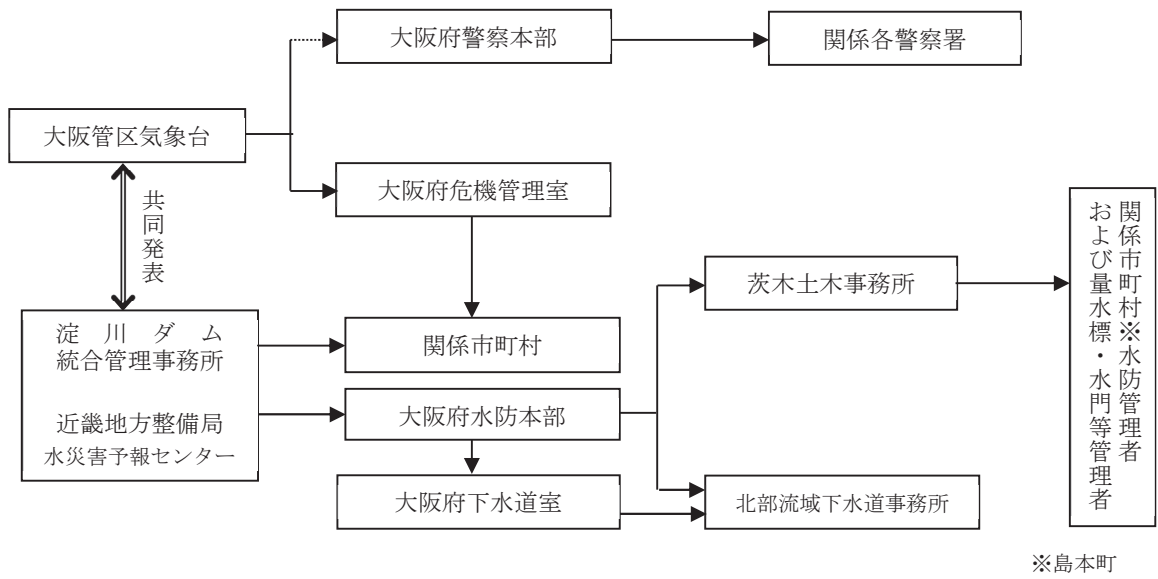 大阪府警察本部
関係各警察署
大阪管区気象台
共同発表
大阪府危機管理室
関係市町村※水防管理者
および量水標・水門等管理者
茨木土木事務所
淀川ダム
統合管理事務所
近畿地方整備局
水災害予報センター
関係市町村
大阪府水防本部
大阪府下水道室
北部流域下水道事務所
※島本町